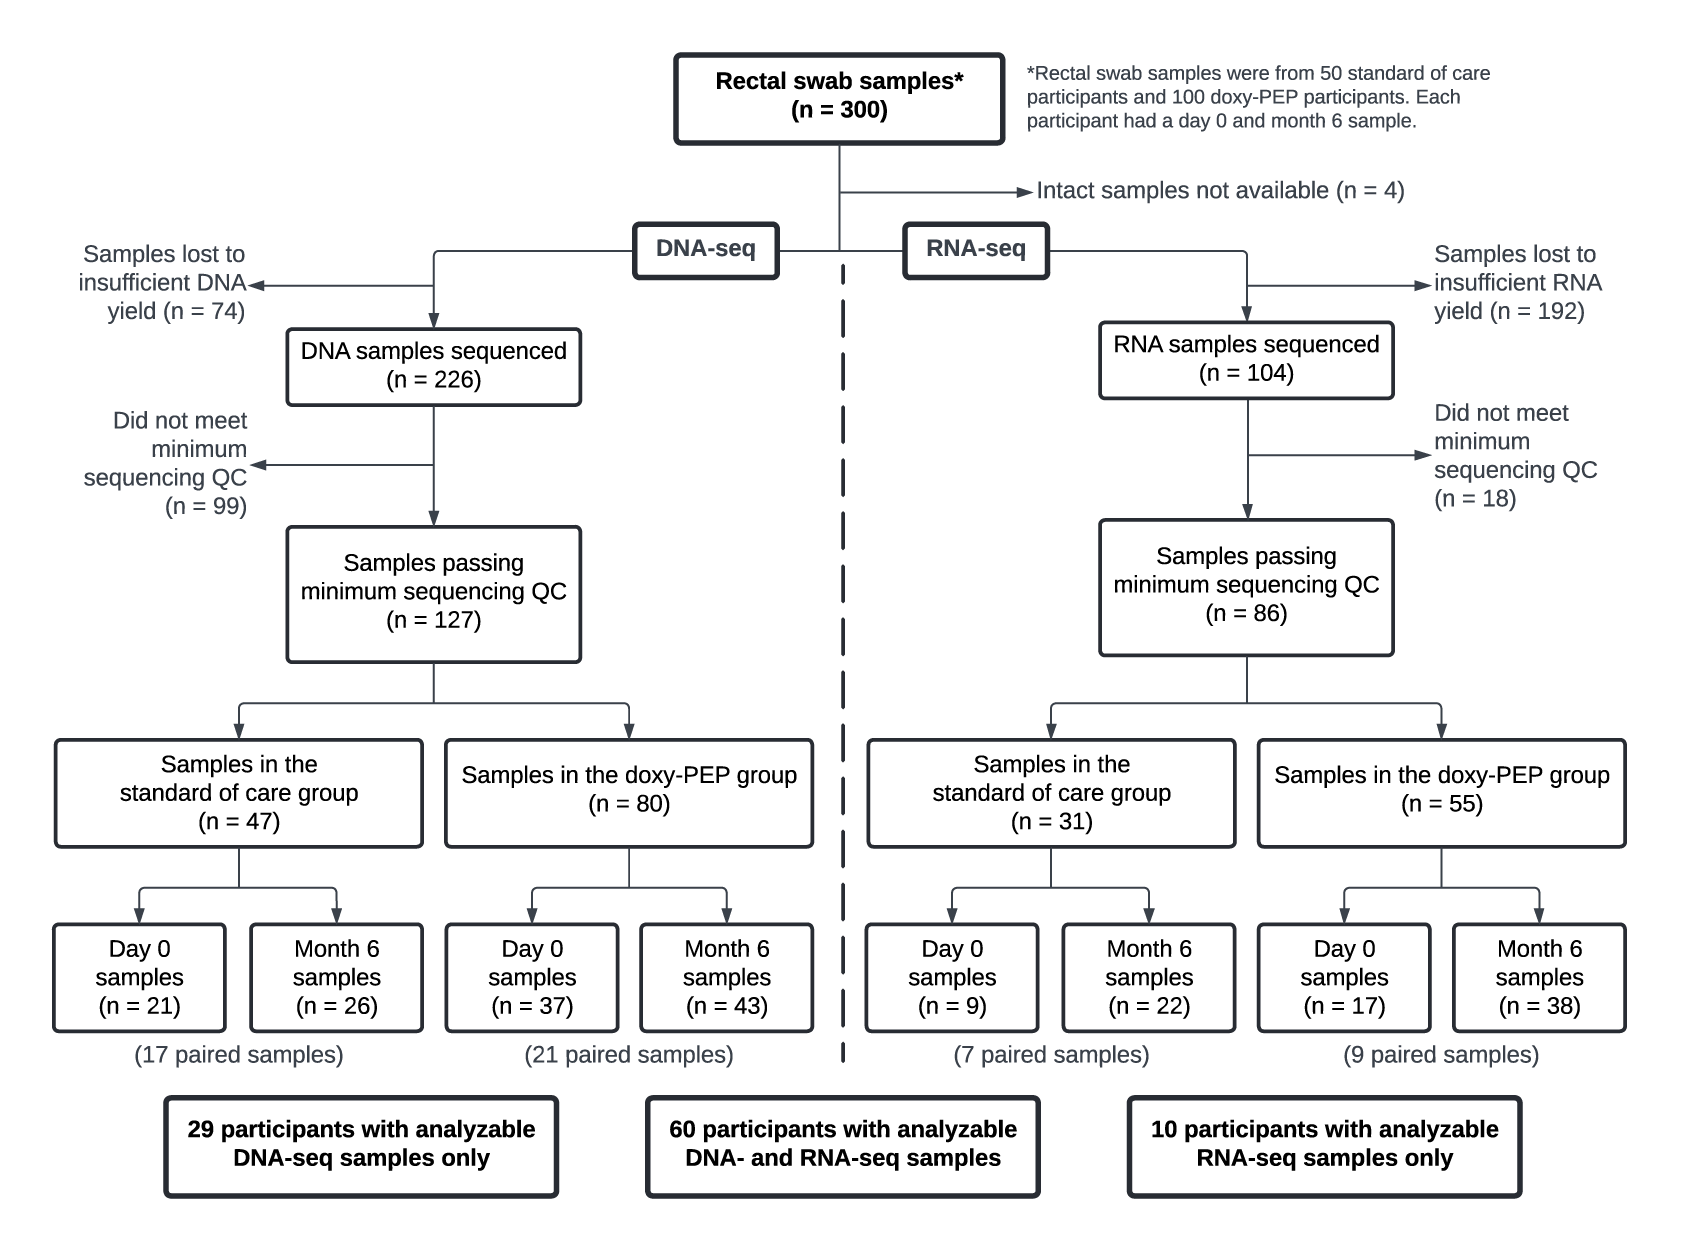 Rectal swab samples*
(n = 300)
*Rectal swab samples were from 50 standard of care
participants and 100 doxy-PEP participants. Each
participant had a day 0 and month 6 sample.
Intact samples not available (n = 4)
DNA-seq
RNA-seq
Samples lost to
insufficient DNA
yield (n = 74)
Samples lost to
insufficient RNA
yield (n = 192)
DNA samples sequenced
(n = 226)
RNA samples sequenced
(n = 104)
Did not meet
minimum
sequencing QC
(n = 99)
Did not meet
minimum
sequencing QC
(n = 18)
Samples passing
minimum sequencing QC
(n = 127)
Samples passing
minimum sequencing QC
(n = 86)
Samples in the
standard of care group
(n = 47)
Samples in the doxy-PEP group
(n = 80)
Samples in the
standard of care group
(n = 31)
Samples in the doxy-PEP group
(n = 55)
Day 0
samples
(n = 21)
Month 6
samples
(n = 26)
Day 0
samples
(n = 37)
Month 6
samples
(n = 43)
Day 0
samples
(n = 9)
Month 6
samples
(n = 22)
Day 0
samples
(n = 17)
Month 6
samples
(n = 38)
(17 paired samples)
(21 paired samples)
(7 paired samples)
(9 paired samples)
29 participants with analyzable
DNA-seq samples only
60 participants with analyzable
DNA- and RNA-seq samples
10 participants with analyzable
RNA-seq samples only